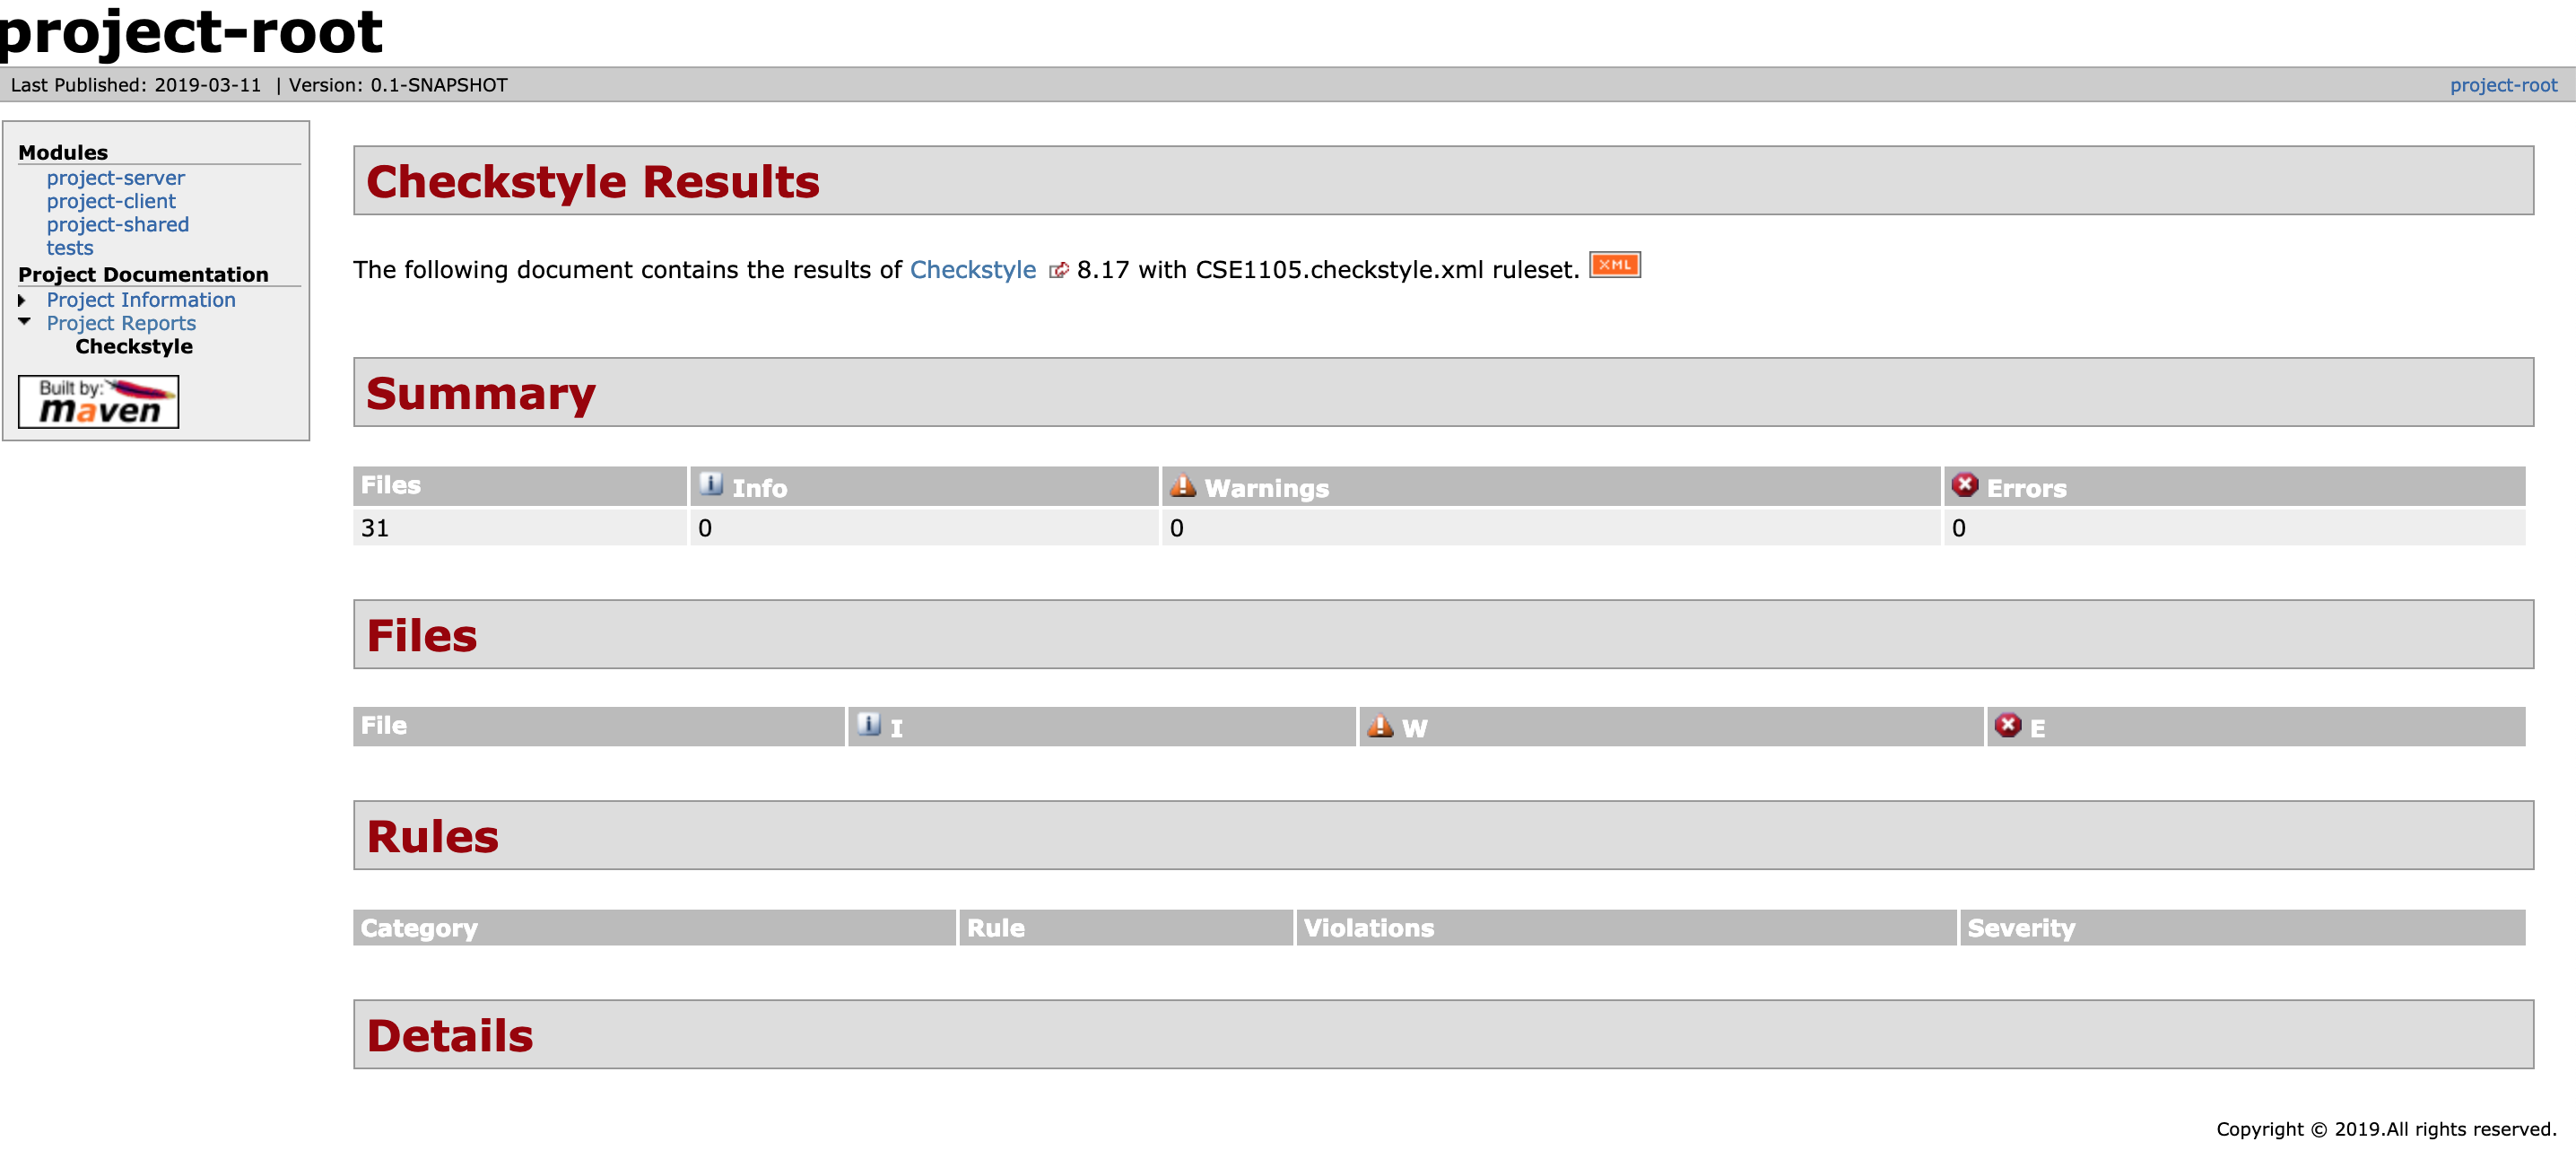 project-root
Last Published: 2019-03-11 | Version: 0.1-SNAPSHOT
project-root
Modules
project-server
project-client
project-shared
tests
Project Documentation
Project Information
Project Reports
Checkstyle
Built by:
maven
Checkstyle Results
The following document contains the results of Checkstyle 8.17 with CSE1105.checkstyle.xml ruleset. XML
Summary
Files Info Warnings Errors
31 0 0 0
Files
File I W E
Rules
Category Rule Violations Severity
Details
Copyright © 2019.All rights reserved.